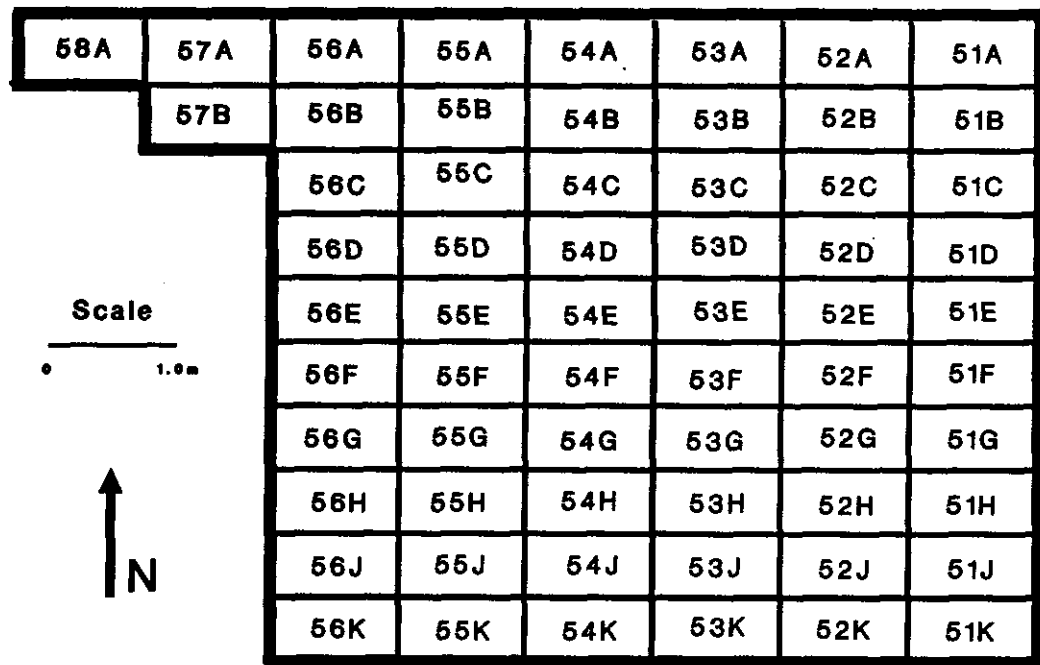 58A 57A 56A 55A 54A 53A 52A 51A
57B 56B 55B 54B 53B 52B 51B
56C 55C 54C 53C 52C 51C
56D 55D 54D 53D 52D 51D
Scale 56E 55E 54E 53E 52E 51E
0 1.0m 56F 55F 54F 53F 52F 51F
56G 55G 54G 53G 52G 51G
56H 55H 54H 53H 52H 51H
N 56J 55J 54J 53J 52J 51J
56K 55K 54K 53K 52K 51K